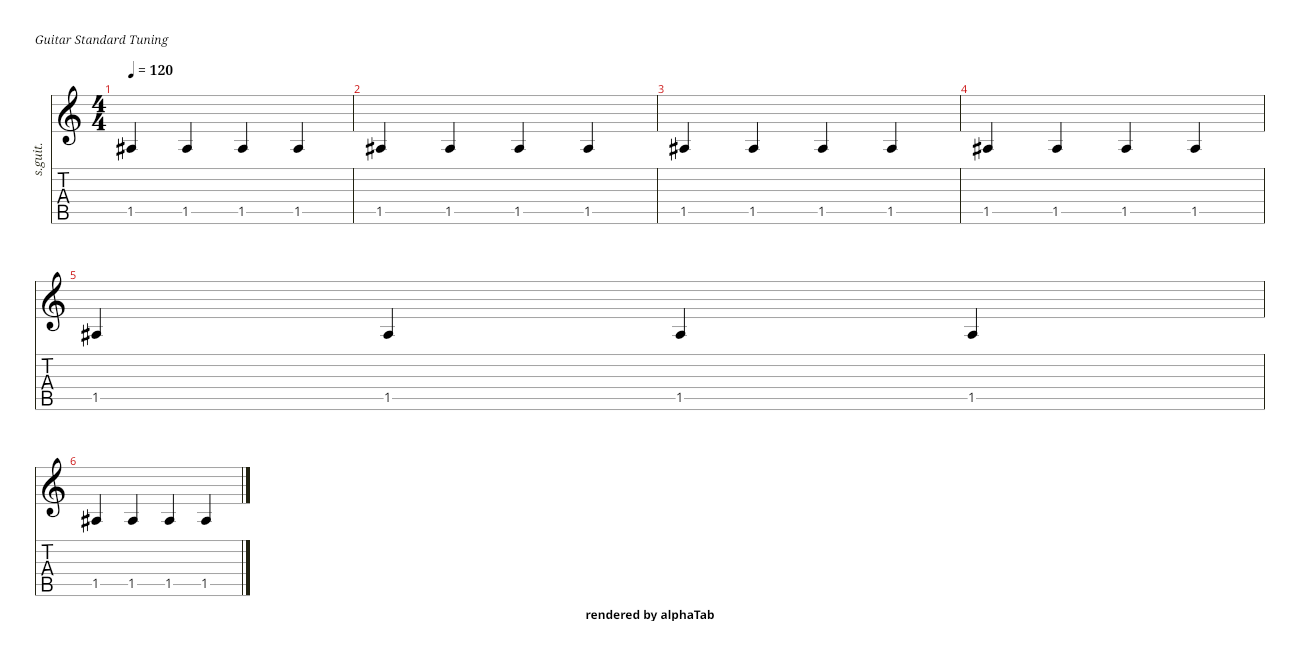 Guitar Standard Tuning
= 120
1 2 3 4
4
4
s.guit.
T
A
B
1 1 1 1 1 1 1 1 1 1 1 1 1 1 1 1
5
T
A
B
1 1 1 1
6
T
A
B
1 1 1 1
rendered by alphaTab